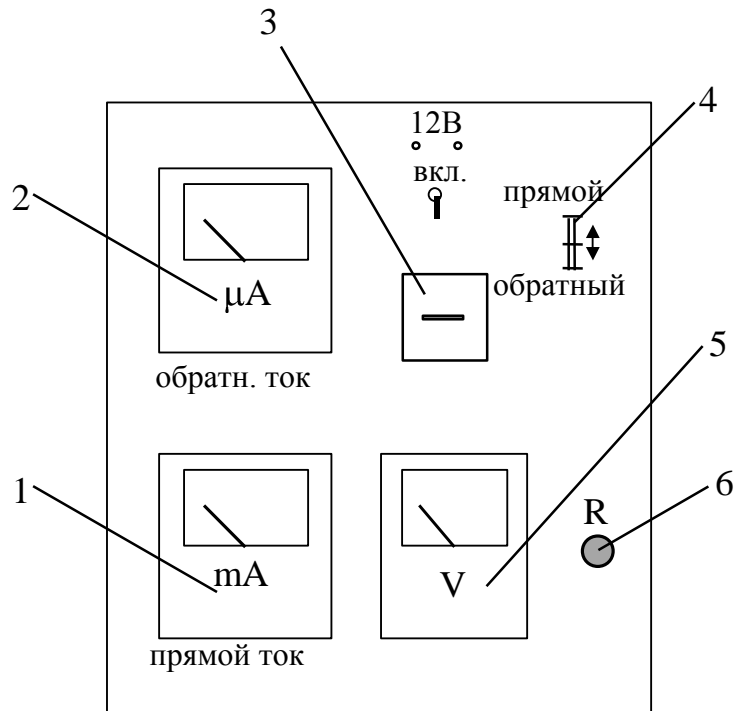 3
4
12В
вкл.
прямой
2
обратный
μA
обратн. ток
5
1
6
R
mA
V
прямой ток